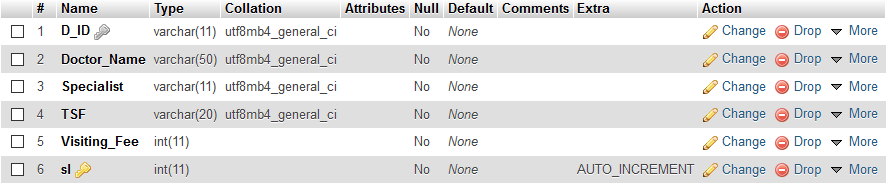 # Name Type Collation Attributes Null Default Comments Extra Action
1 D_ID varchar(11) utf8mb4_general_ci No None Change Drop More
2 Doctor_Name varchar(50) utf8mb4_general_ci No None Change Drop More
3 Specialist varchar(11) utf8mb4_general_ci No None Change Drop More
4 TSF varchar(20) utf8mb4_general_ci No None Change Drop More
5 Visiting_Fee int(11) No None Change Drop More
6 sl int(11) No None AUTO_INCREMENT Change Drop More